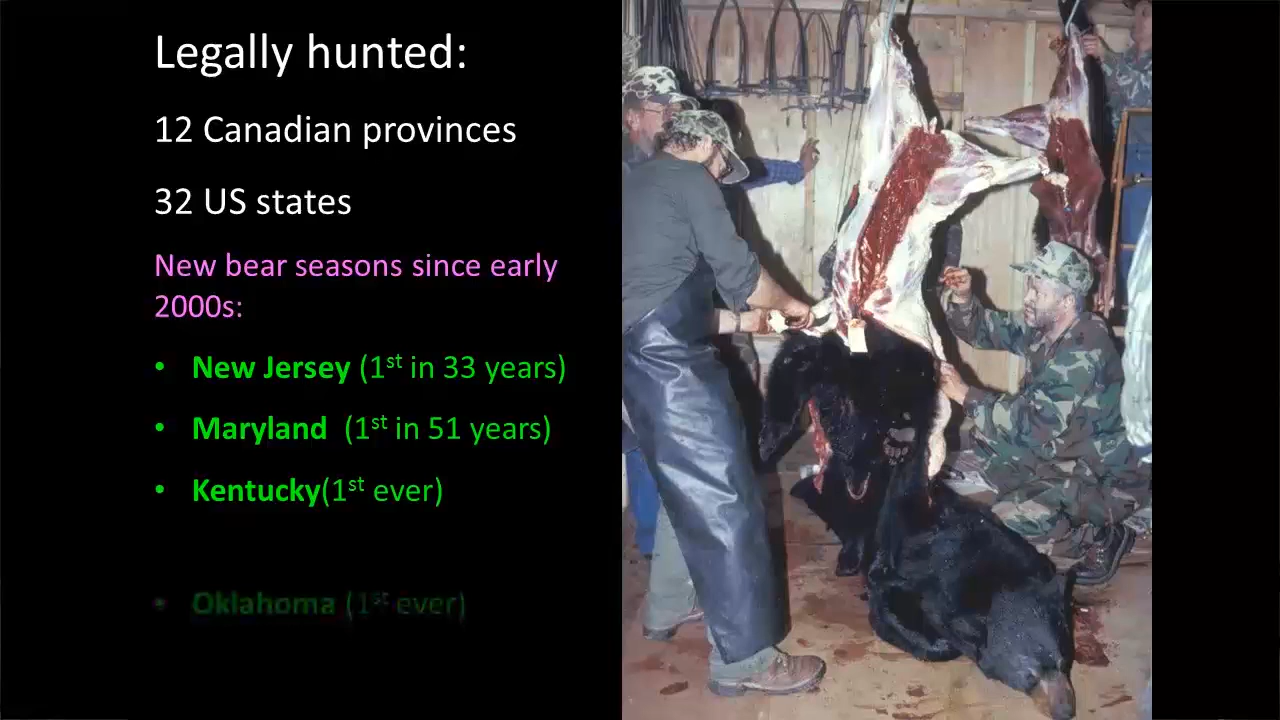 Legally hunted:
12 Canadian provinces
32 US states
New bear seasons since early
2000s:
• New Jersey (1st in 33 years)
• Maryland (1st in 51 years)
• Kentucky(1st ever)
• Oklahoma (1st ever)